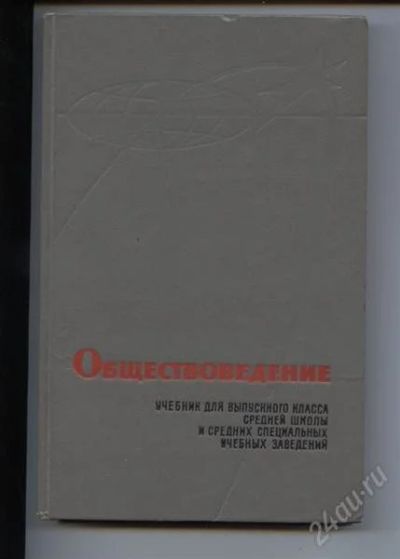 Обществоведение
УЧЕБНИК ДЛЯ ВЫПУСКНОГО КЛАССА
СРЕДНЕЙ ШКОЛЫ
И СРЕДНИХ СПЕЦИАЛЬНЫХ
УЧЕБНЫХ ЗАВЕДЕНИЙ
24au.ru